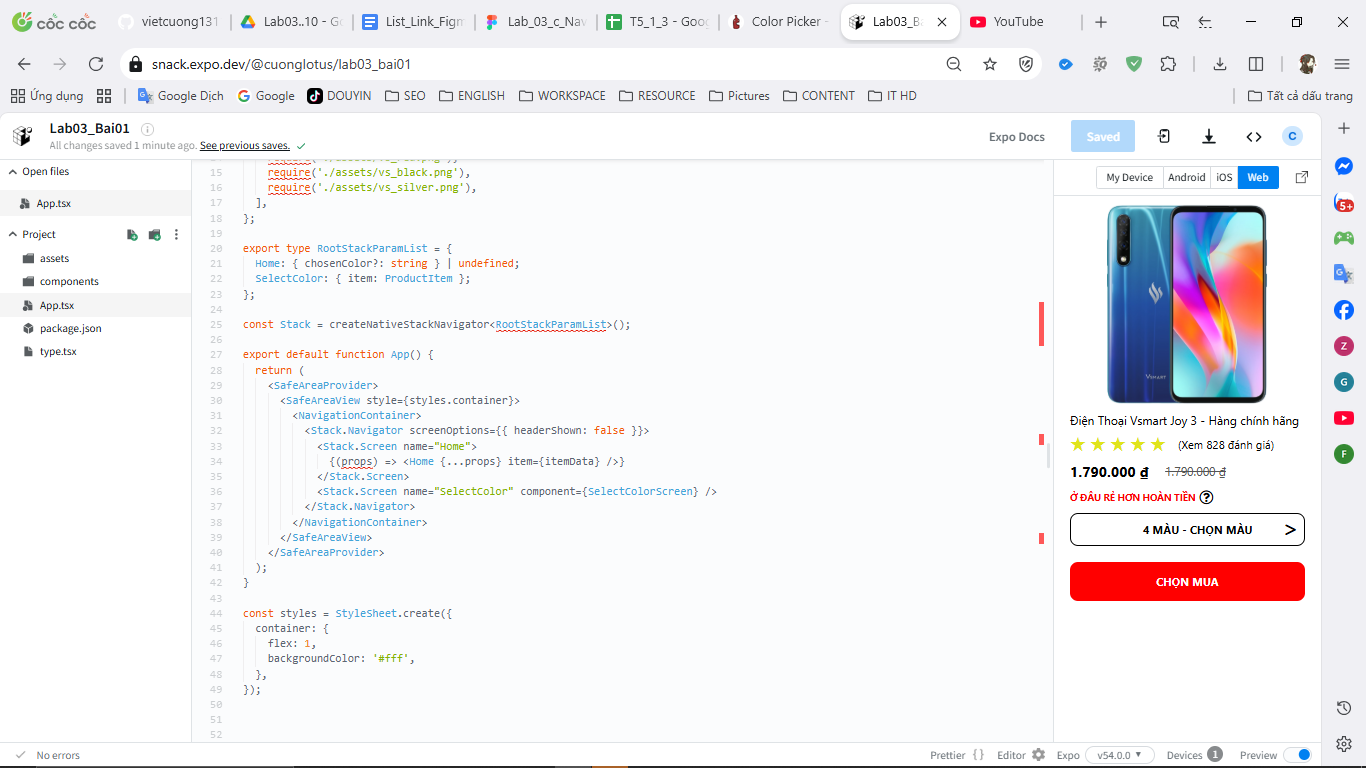 cốc cốc
vietcuong131
Lab03..10 - Go
List_Link_Figm
Lab_03_c_Nav
T5_1_3 - Goog
Color Picker -
Lab03_Ba
YouTube
snack.expo.dev/@cuonglotus/lab03_bai01
Ứng dụng
Google Dịch
Google
DOUYIN
SEO
ENGLISH
WORKSPACE
RESOURCE
Pictures
CONTENT
IT HD
Tất cả dấu trang
Lab03_Bai01
All changes saved 1 minute ago. See previous saves.
Expo Docs
Saved
C
Open files
App.tsx
Project
assets
components
App.tsx
package.json
type.tsx
15 require('./assets/vs_black.png'),
16 require('./assets/vs_silver.png'),
17 ],
18 };
19
20 export type RootStackParamList = {
21 Home: { chosenColor?: string } | undefined;
22 SelectColor: { item: ProductItem };
23 };
24
25 const Stack = createNativeStackNavigator<RootStackParamList>();
26
27 export default function App() {
28 return (
29 <SafeAreaProvider>
30 <SafeAreaView style={styles.container}>
31 <NavigationContainer>
32 <Stack.Navigator screenOptions={{ headerShown: false }}>
33 <Stack.Screen name="Home">
34 {(props) => <Home {...props} item={itemData} />}
35 </Stack.Screen>
36 <Stack.Screen name="SelectColor" component={SelectColorScreen} />
37 </Stack.Navigator>
38 </NavigationContainer>
39 </SafeAreaView>
40 </SafeAreaProvider>
41 );
42 }
43
44 const styles = StyleSheet.create({
45 container: {
46 flex: 1,
47 backgroundColor: '#fff',
48 },
49 });
50
51
52
My Device
Android
iOS
Web
VSMART
Điện Thoại Vsmart Joy 3 - Hàng chính hãng
(Xem 828 đánh giá)
1.790.000 ₫ 1.790.000 ₫
Ở ĐÂU RẺ HƠN HOÀN TIỀN ?
4 MÀU - CHỌN MÀU >
CHỌN MUA
5+
Z
G
F
No errors
Prettier { }
Editor
Expo
v54.0.0
Devices 1
Preview